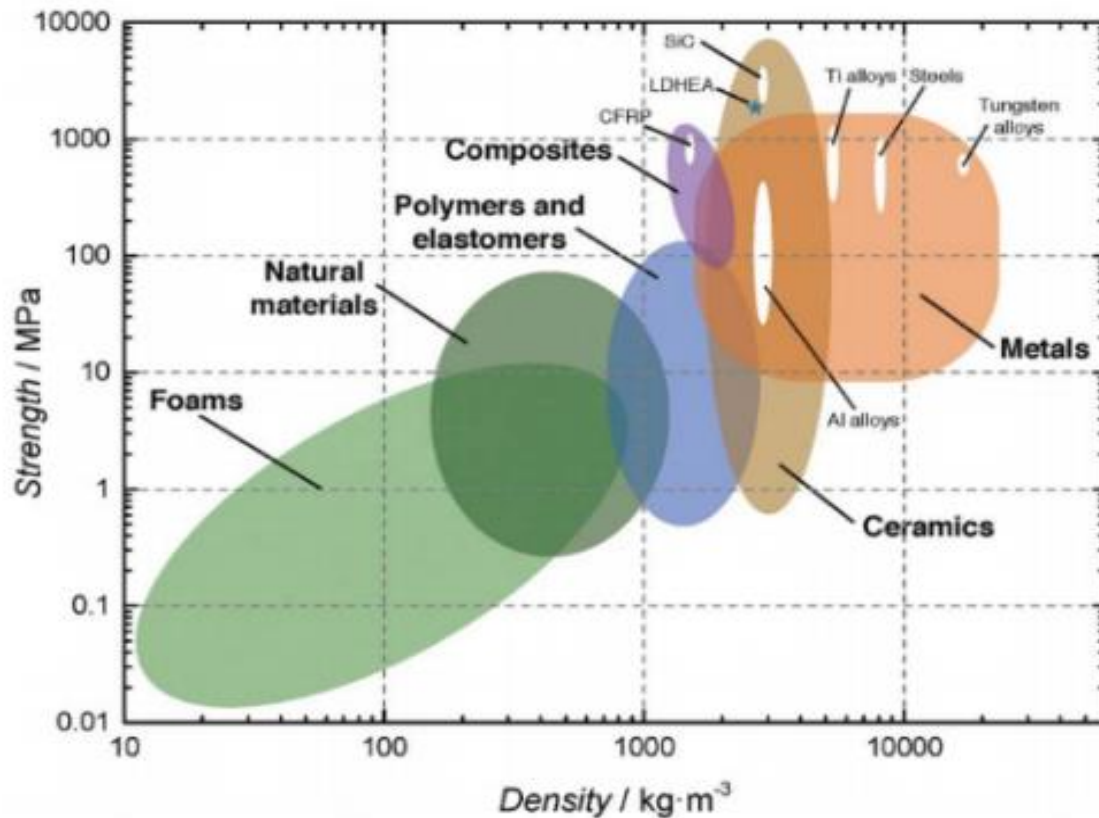 10000
1000
100
10
1
0.1
0.01
Strength / MPa
SiC
LDHEA
CFRP
Ti alloys
Steels
Tungsten
alloys
Composites
Polymers and
elastomers
Natural
materials
Foams
Metals
Al alloys
Ceramics
10
100
1000
10000
Density / kg·m⁻³